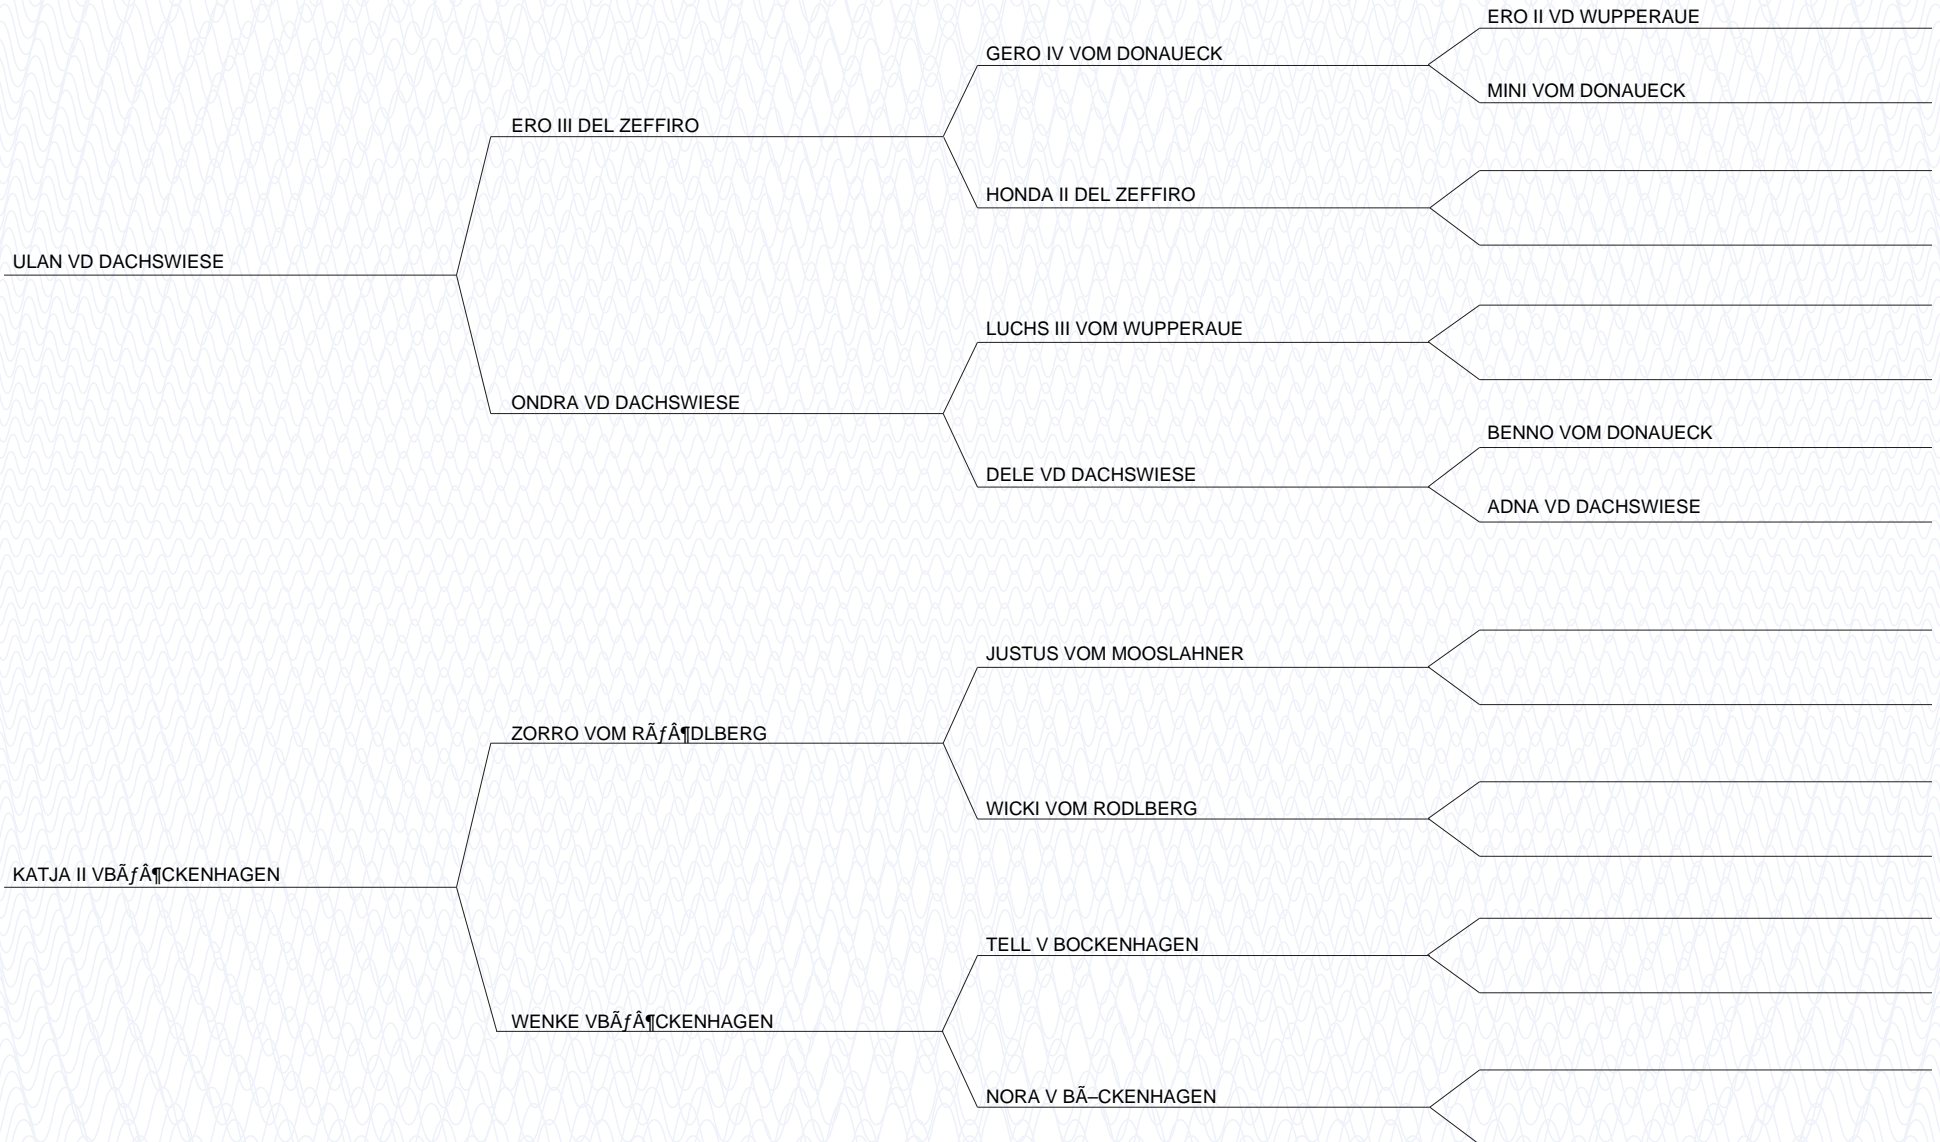 ERO II VD WUPPERAUE
GERO IV VOM DONAUECK
MINI VOM DONAUECK
ERO III DEL ZEFFIRO
HONDA II DEL ZEFFIRO
ULAN VD DACHSWIESE
LUCHS III VOM WUPPERAUE
ONDRA VD DACHSWIESE
BENNO VOM DONAUECK
DELE VD DACHSWIESE
ADNA VD DACHSWIESE
JUSTUS VOM MOOSLAHNER
ZORRO VOM RÃƒÂ¶DLBERG
WICKI VOM RODLBERG
KATJA II VBÃƒÂ¶CKENHAGEN
TELL V BOCKENHAGEN
WENKE VBÃƒÂ¶CKENHAGEN
NORA V BÃ–CKENHAGEN